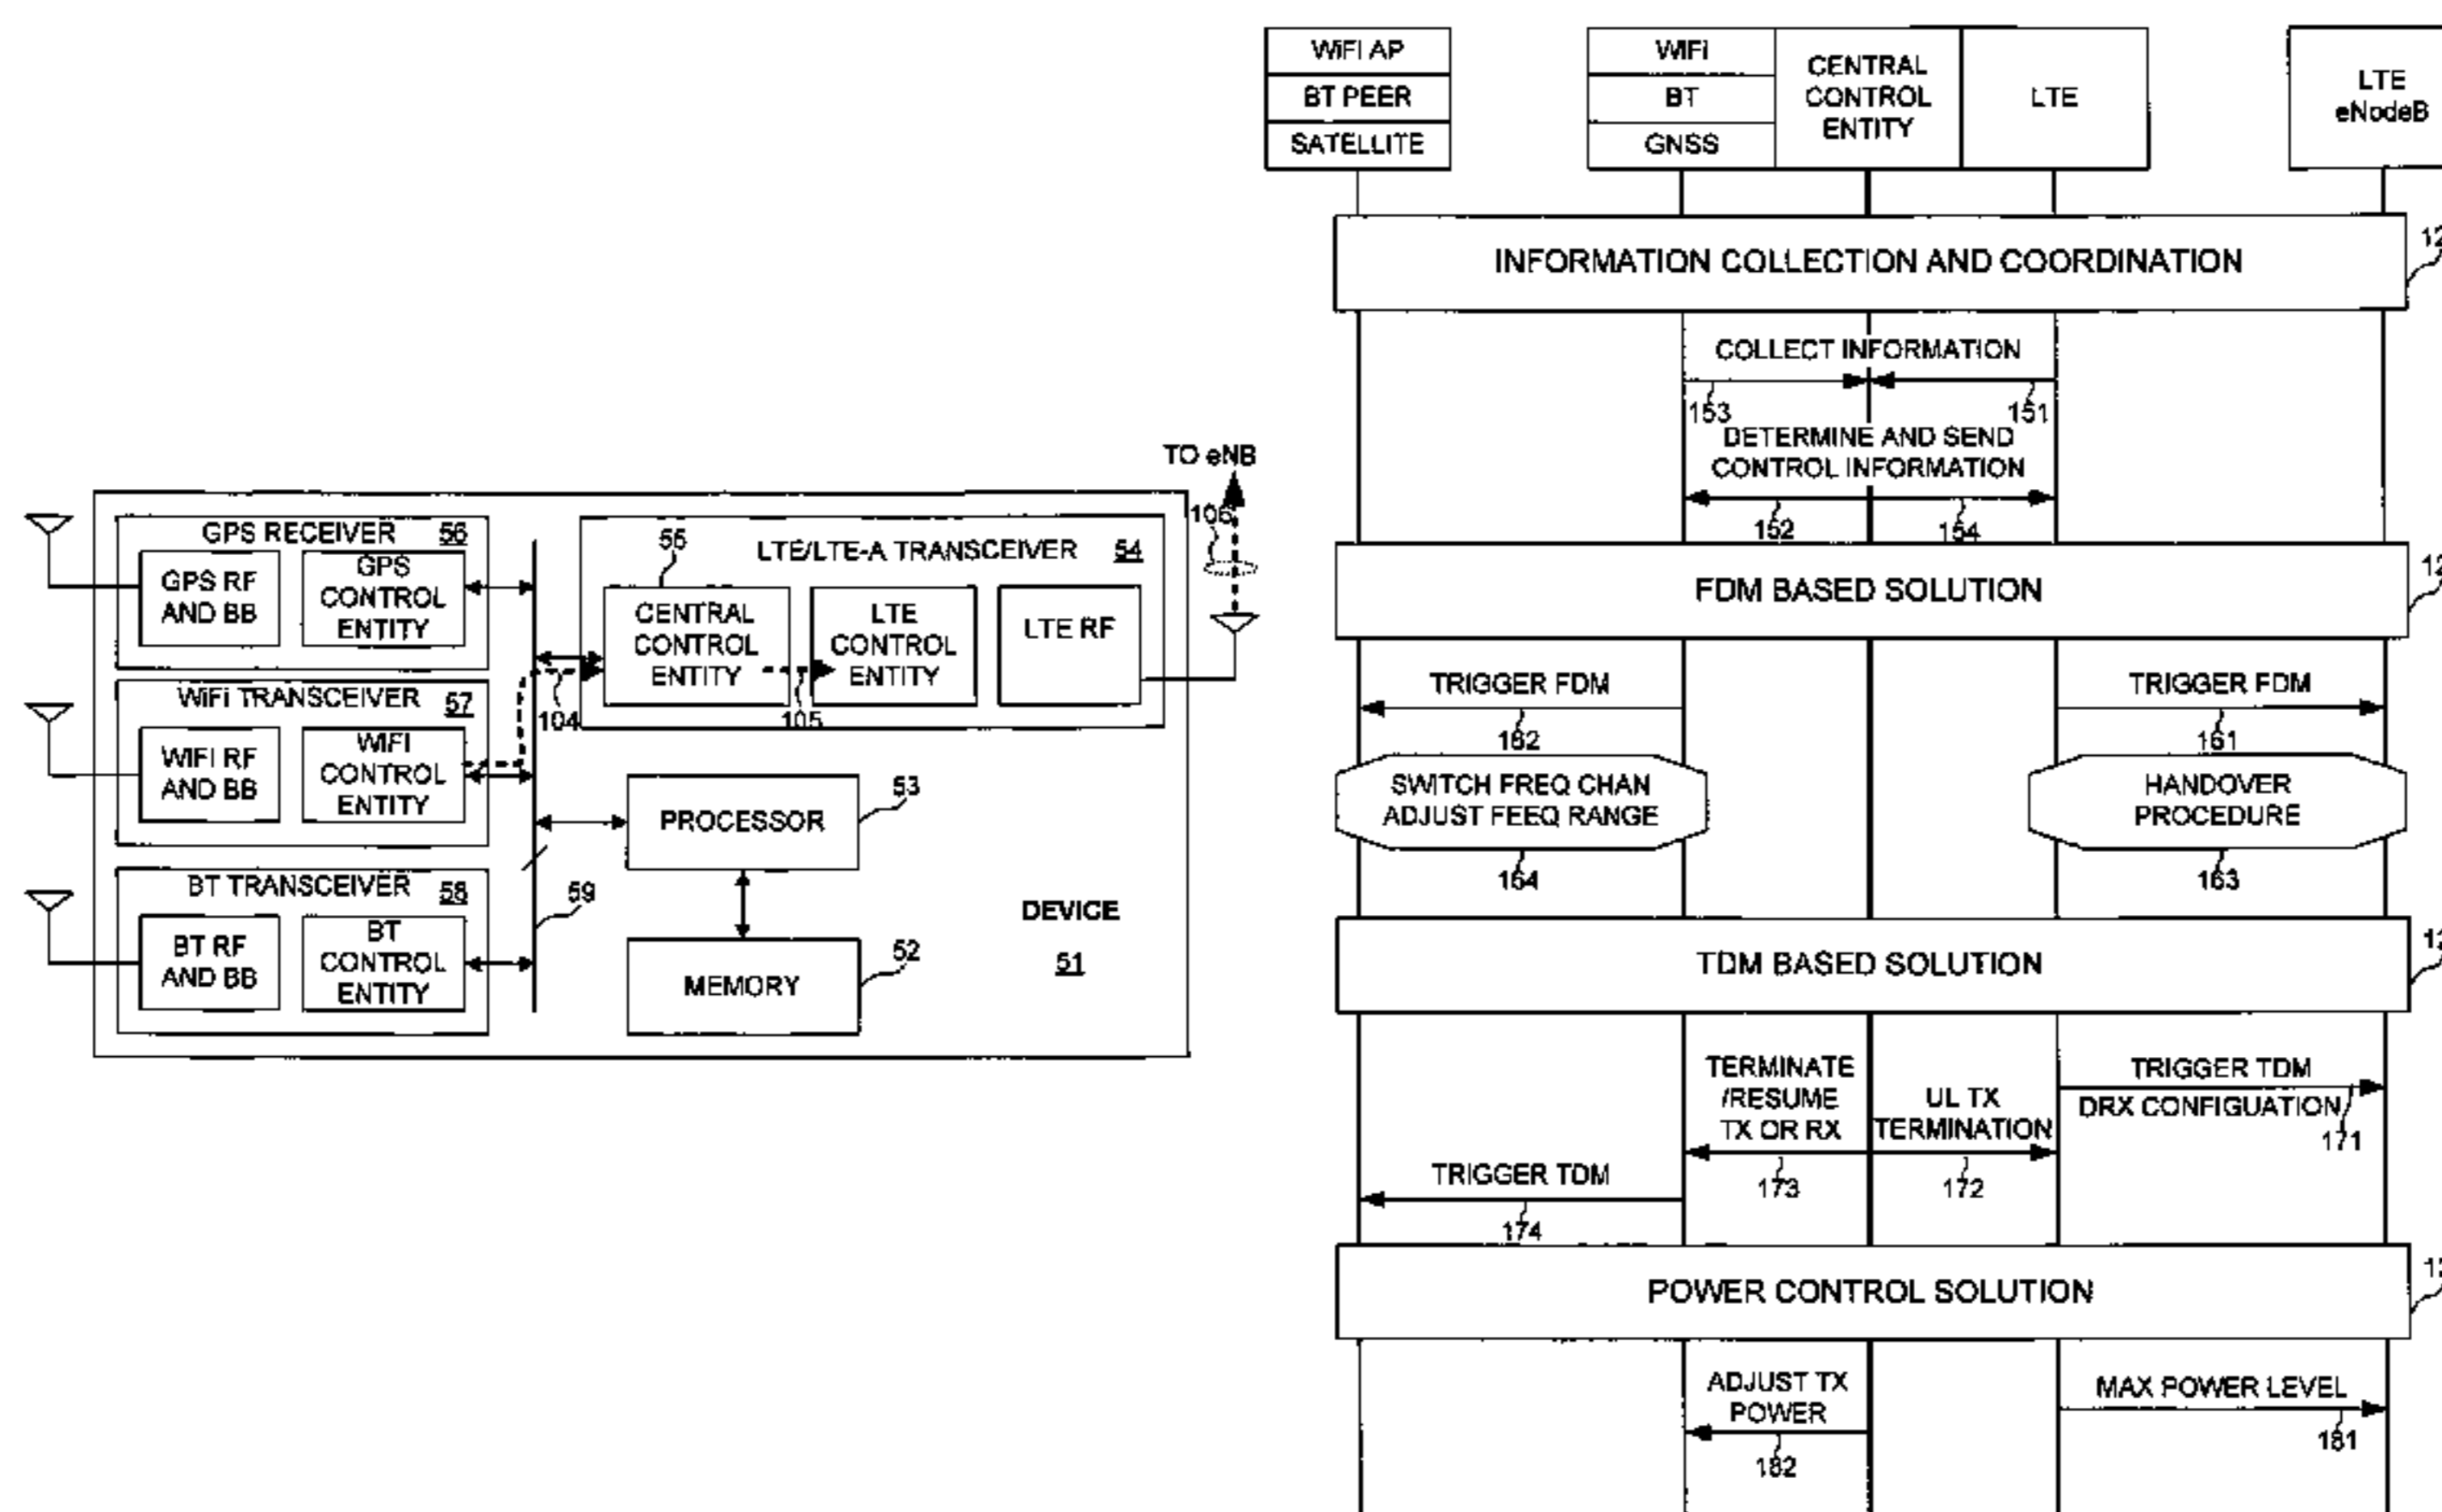 TO eNB
106
GPS RECEIVER 56
GPS RF
AND BB
GPS
CONTROL
ENTITY
55
LTE/LTE-A TRANSCEIVER 54
CENTRAL
CONTROL
ENTITY
LTE
CONTROL
ENTITY
LTE RF
104
105
WiFi TRANSCEIVER 57
WIFI RF
AND BB
WIFI
CONTROL
ENTITY
PROCESSOR
53
BT TRANSCEIVER 58
BT RF
AND BB
BT
CONTROL
ENTITY
59
MEMORY
52
DEVICE
51
WiFi AP
BT PEER
SATELLITE
WIFI
BT
GNSS
CENTRAL
CONTROL
ENTITY
LTE
LTE
eNodeB
INFORMATION COLLECTION AND COORDINATION
COLLECT INFORMATION
153
151
DETERMINE AND SEND
CONTROL INFORMATION
152
154
FDM BASED SOLUTION
TRIGGER FDM
162
TRIGGER FDM
161
SWITCH FREQ CHAN
ADJUST FEEQ RANGE
164
HANDOVER
PROCEDURE
163
TDM BASED SOLUTION
TERMINATE
/RESUME
TX OR RX
173
UL TX
TERMINATION
172
TRIGGER TDM
DRX CONFIGUATION
171
TRIGGER TDM
174
POWER CONTROL SOLUTION
ADJUST TX
POWER
182
MAX POWER LEVEL
181